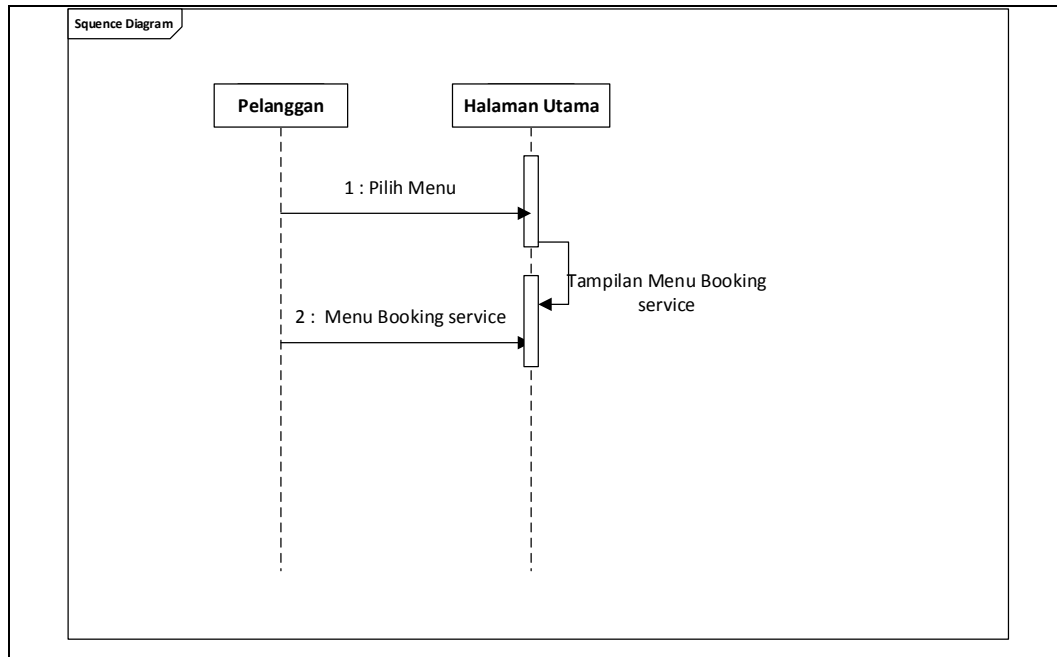 Squence Diagram
Pelanggan
Halaman Utama
1 : Pilih Menu
Tampilan Menu Booking
service
2 : Menu Booking service